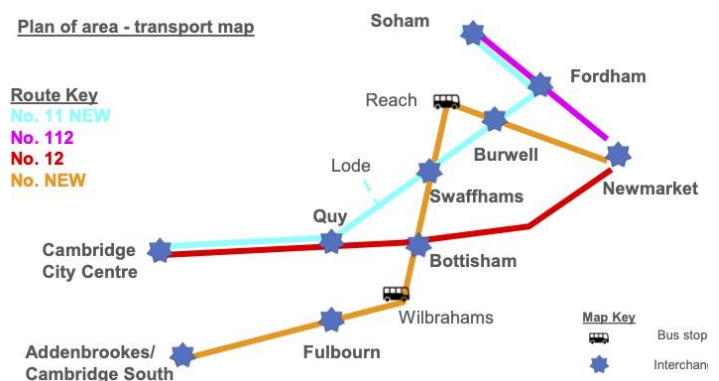 Plan of area - transport map
Soham
Fordham
Route Key
No. 11 NEW
No. 112
No. 12
No. NEW
Reach
Burwell
Lode
Swaffhams
Newmarket
Quy
Cambridge
City Centre
Bottisham
Wilbrahams
Map Key
Bus stop
Interchang
Addenbrookes/
Cambridge South
Fulbourn